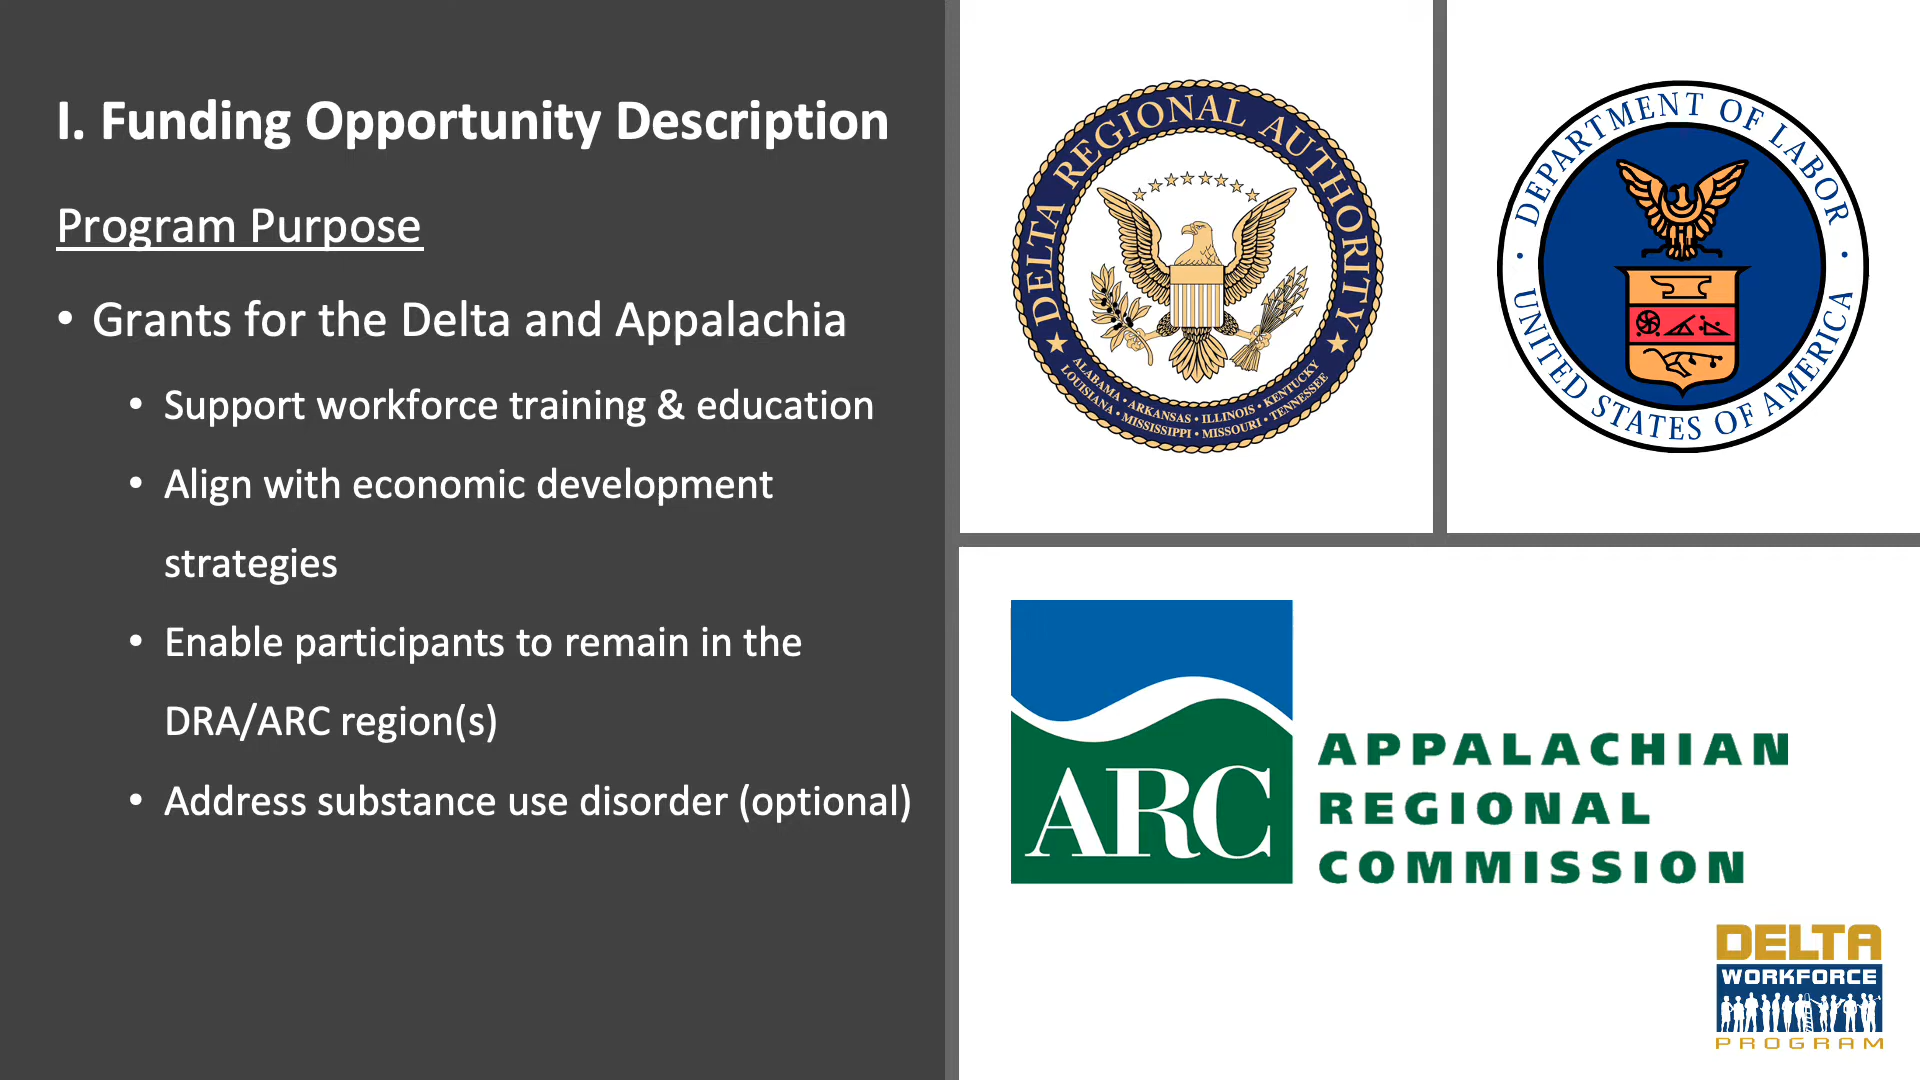 I. Funding Opportunity Description
Program Purpose
• Grants for the Delta and Appalachia
• Support workforce training & education
• Align with economic development
strategies
• Enable participants to remain in the
DRA/ARC region(s)
• Address substance use disorder (optional)
DELTA REGIONAL AUTHORITY
ALABAMA • ARKANSAS • ILLINOIS • KENTUCKY
LOUISIANA • MISSISSIPPI • MISSOURI • TENNESSEE
DEPARTMENT OF LABOR
UNITED STATES OF AMERICA
ARC
APPALACHIAN
REGIONAL
COMMISSION
DELTA
WORKFORCE
PROGRAM